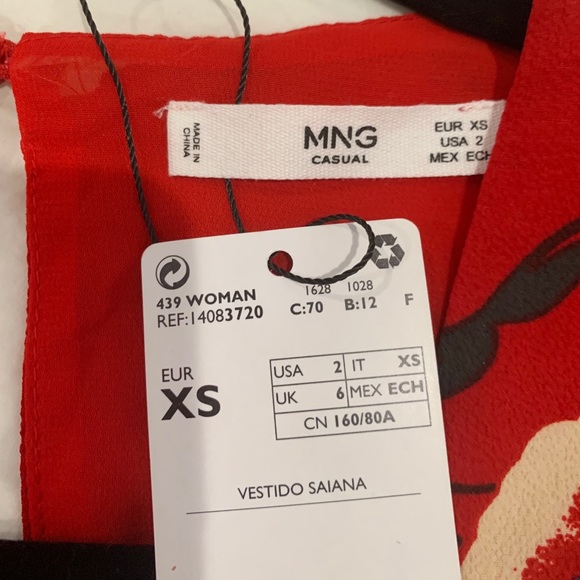 MADE IN
CHINA
MNG
CASUAL
EUR XS
USA 2
MEX ECH
439 WOMAN
REF:14083720
1628 1028
C:70 B:12 F
EUR
XS
USA 2 IT XS
UK 6 MEX ECH
CN 160/80A
VESTIDO SAIANA